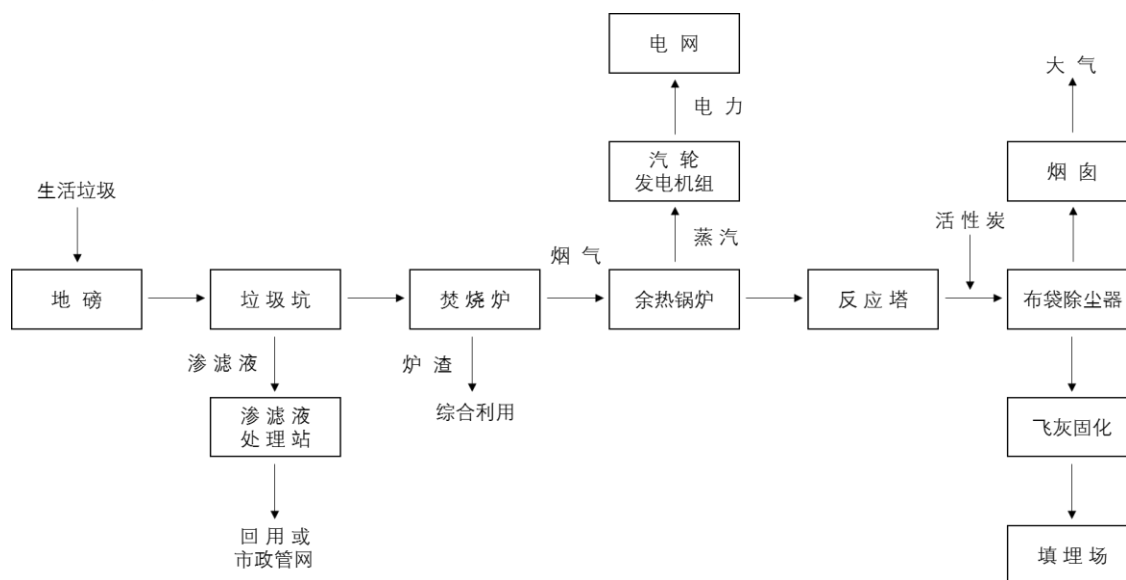 电 网
大 气
电 力
汽 轮
发电机组
烟 囱
生活垃圾
活 性 炭
蒸 汽
烟 气
地 磅
垃 圾 坑
焚 烧 炉
余热锅炉
反 应 塔
布袋除尘器
渗 滤 液
炉 渣
综合利用
渗 滤 液
处 理 站
飞灰固化
回 用 或
市政管网
填 埋 场